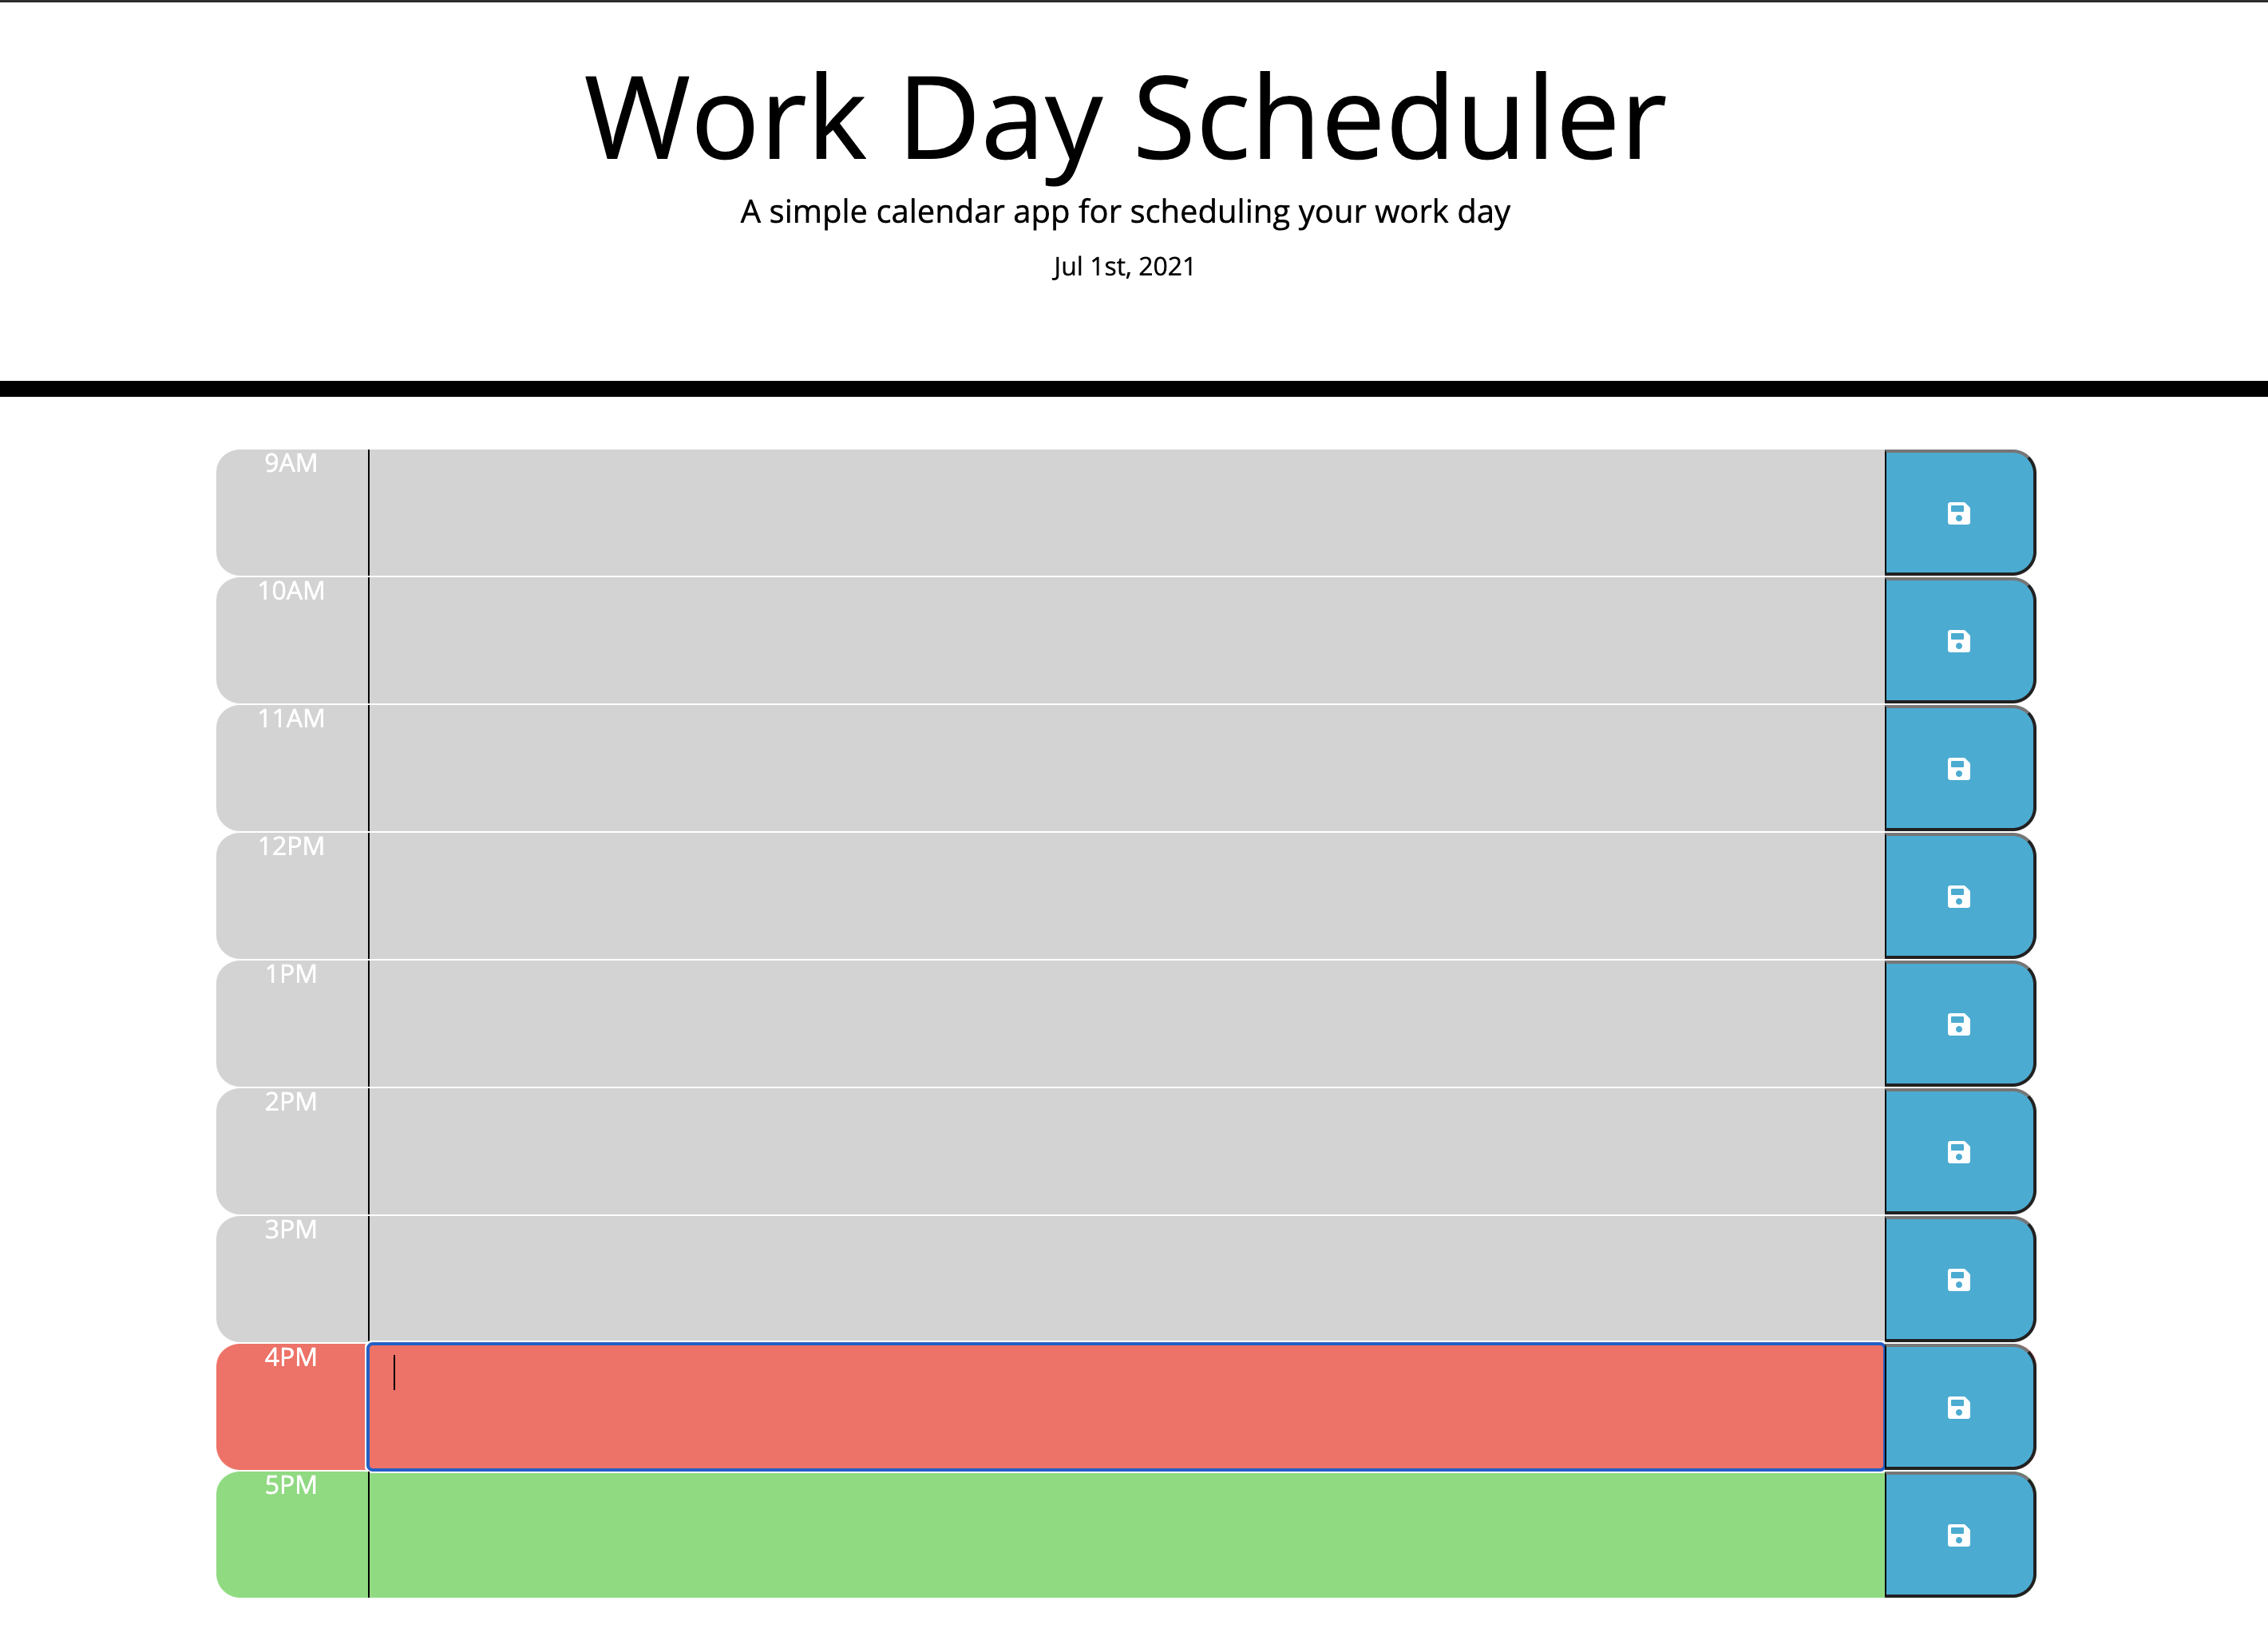 Work Day Scheduler
A simple calendar app for scheduling your work day
Jul 1st, 2021
9AM
10AM
11AM
12PM
1PM
2PM
3PM
4PM
5PM